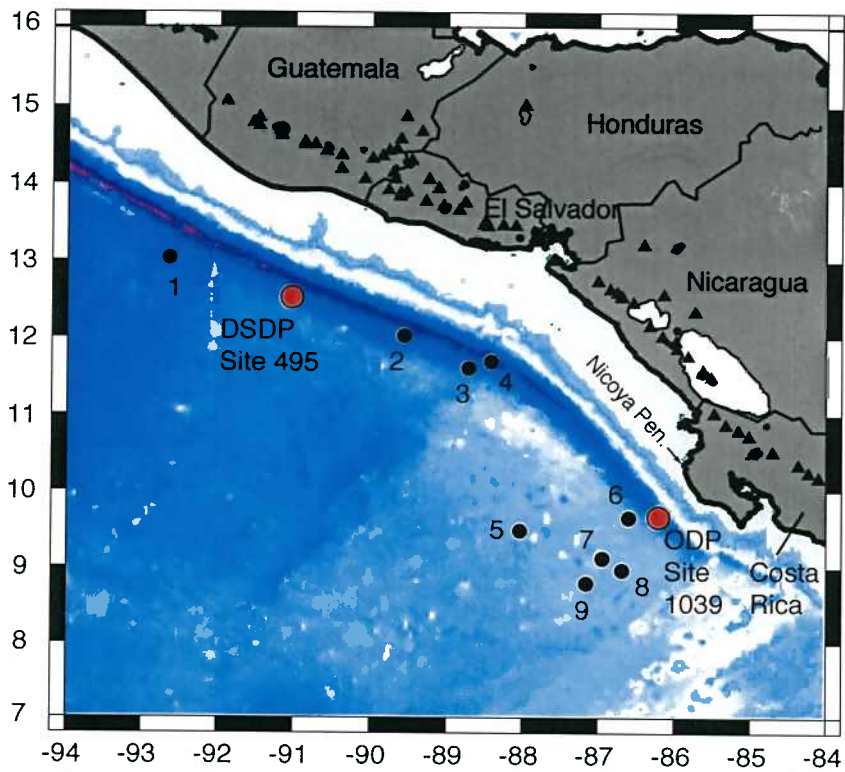 16
Guatemala
15
Honduras
14
El Salvador
13
1
Nicaragua
12
DSDP
Site 495
2
3
4
Nicoya Pen.
11
10
6
5
7
ODP
Site
1039
9
8
9
Costa
Rica
8
7
-94
-93
-92
-91
-90
-89
-88
-87
-86
-85
-84